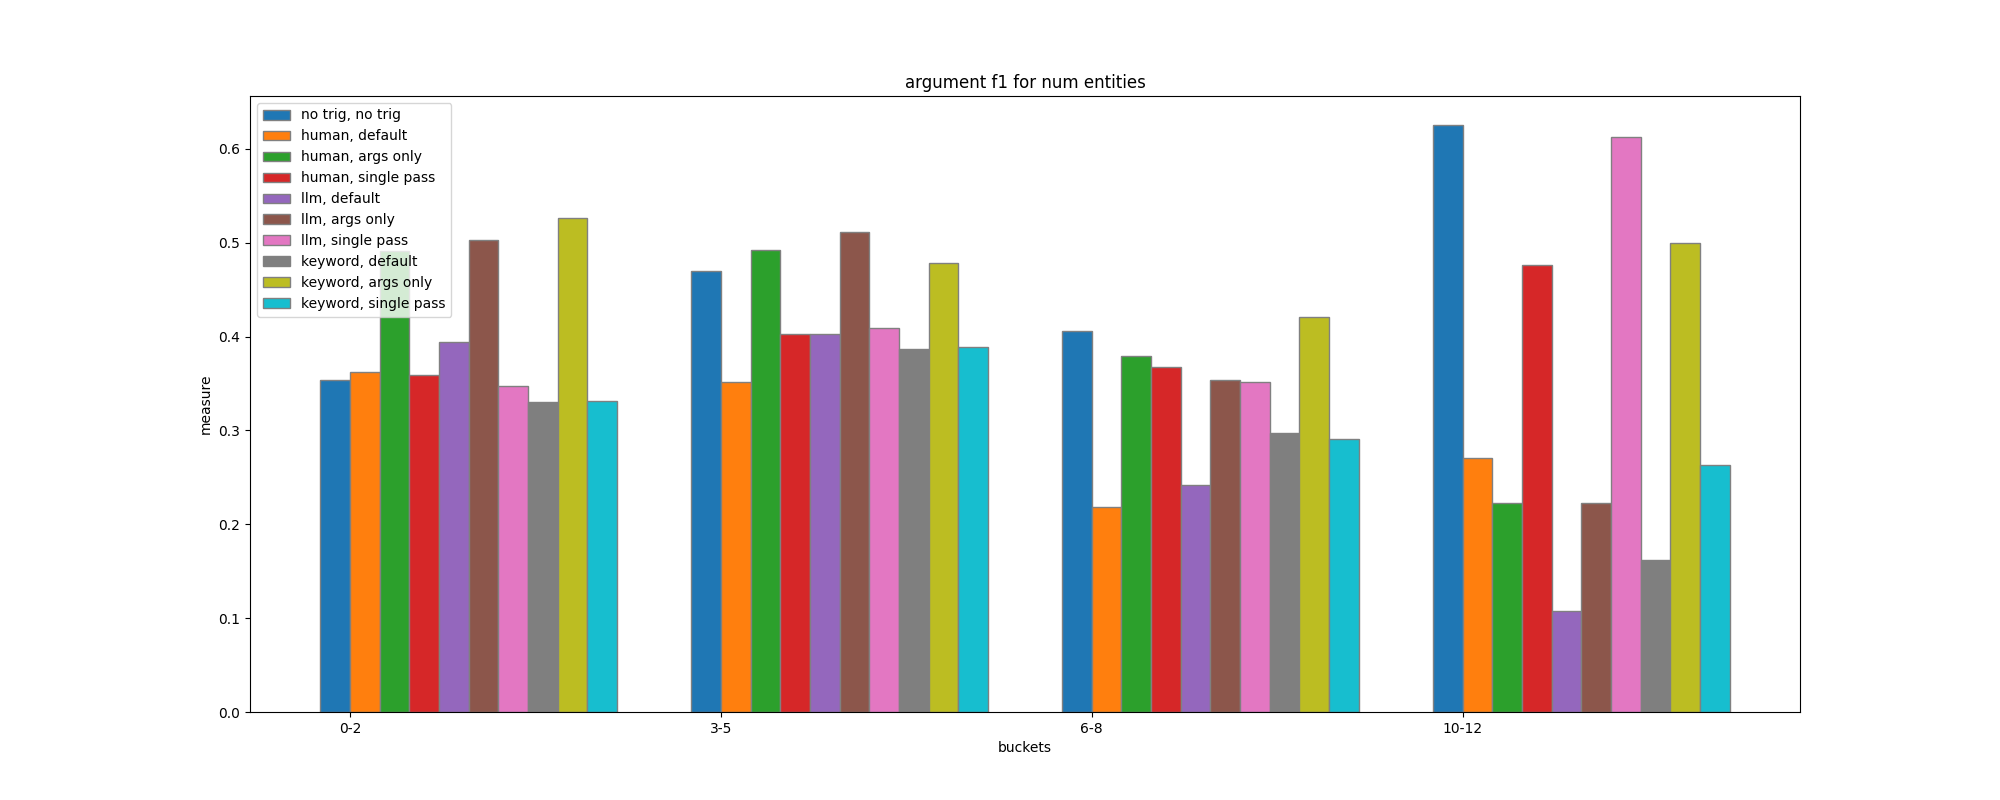 argument f1 for num entities
no trig, no trig
human, default
human, args only
human, single pass
llm, default
llm, args only
llm, single pass
keyword, default
keyword, args only
keyword, single pass
measure
0.6
0.5
0.4
0.3
0.2
0.1
0.0
0-2
3-5
6-8
10-12
buckets